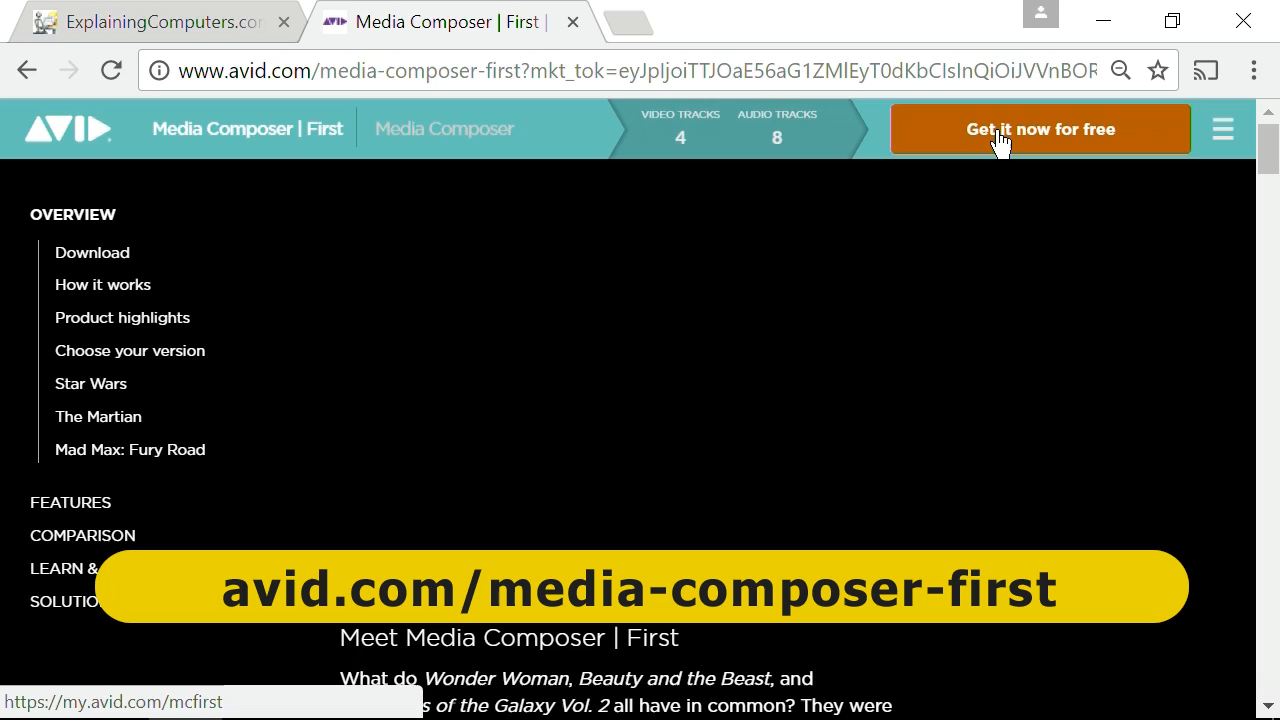 ExplainingComputers.co
Media Composer | First |
www.avid.com/media-composer-first?mkt_tok=eyJpIjoiTTJOaE56aG1ZMlEyT0dKbCIsInQiOiJVVnBOR
AVID
Media Composer | First
Media Composer
VIDEO TRACKS
4
AUDIO TRACKS
8
Get it now for free
OVERVIEW
Download
How it works
Product highlights
Choose your version
Star Wars
The Martian
Mad Max: Fury Road
FEATURES
COMPARISON
LEARN &
SOLUTIO
avid.com/media-composer-first
Meet Media Composer | First
What do Wonder Woman, Beauty and the Beast, and
s of the Galaxy Vol. 2 all have in common? They were
https://my.avid.com/mcfirst